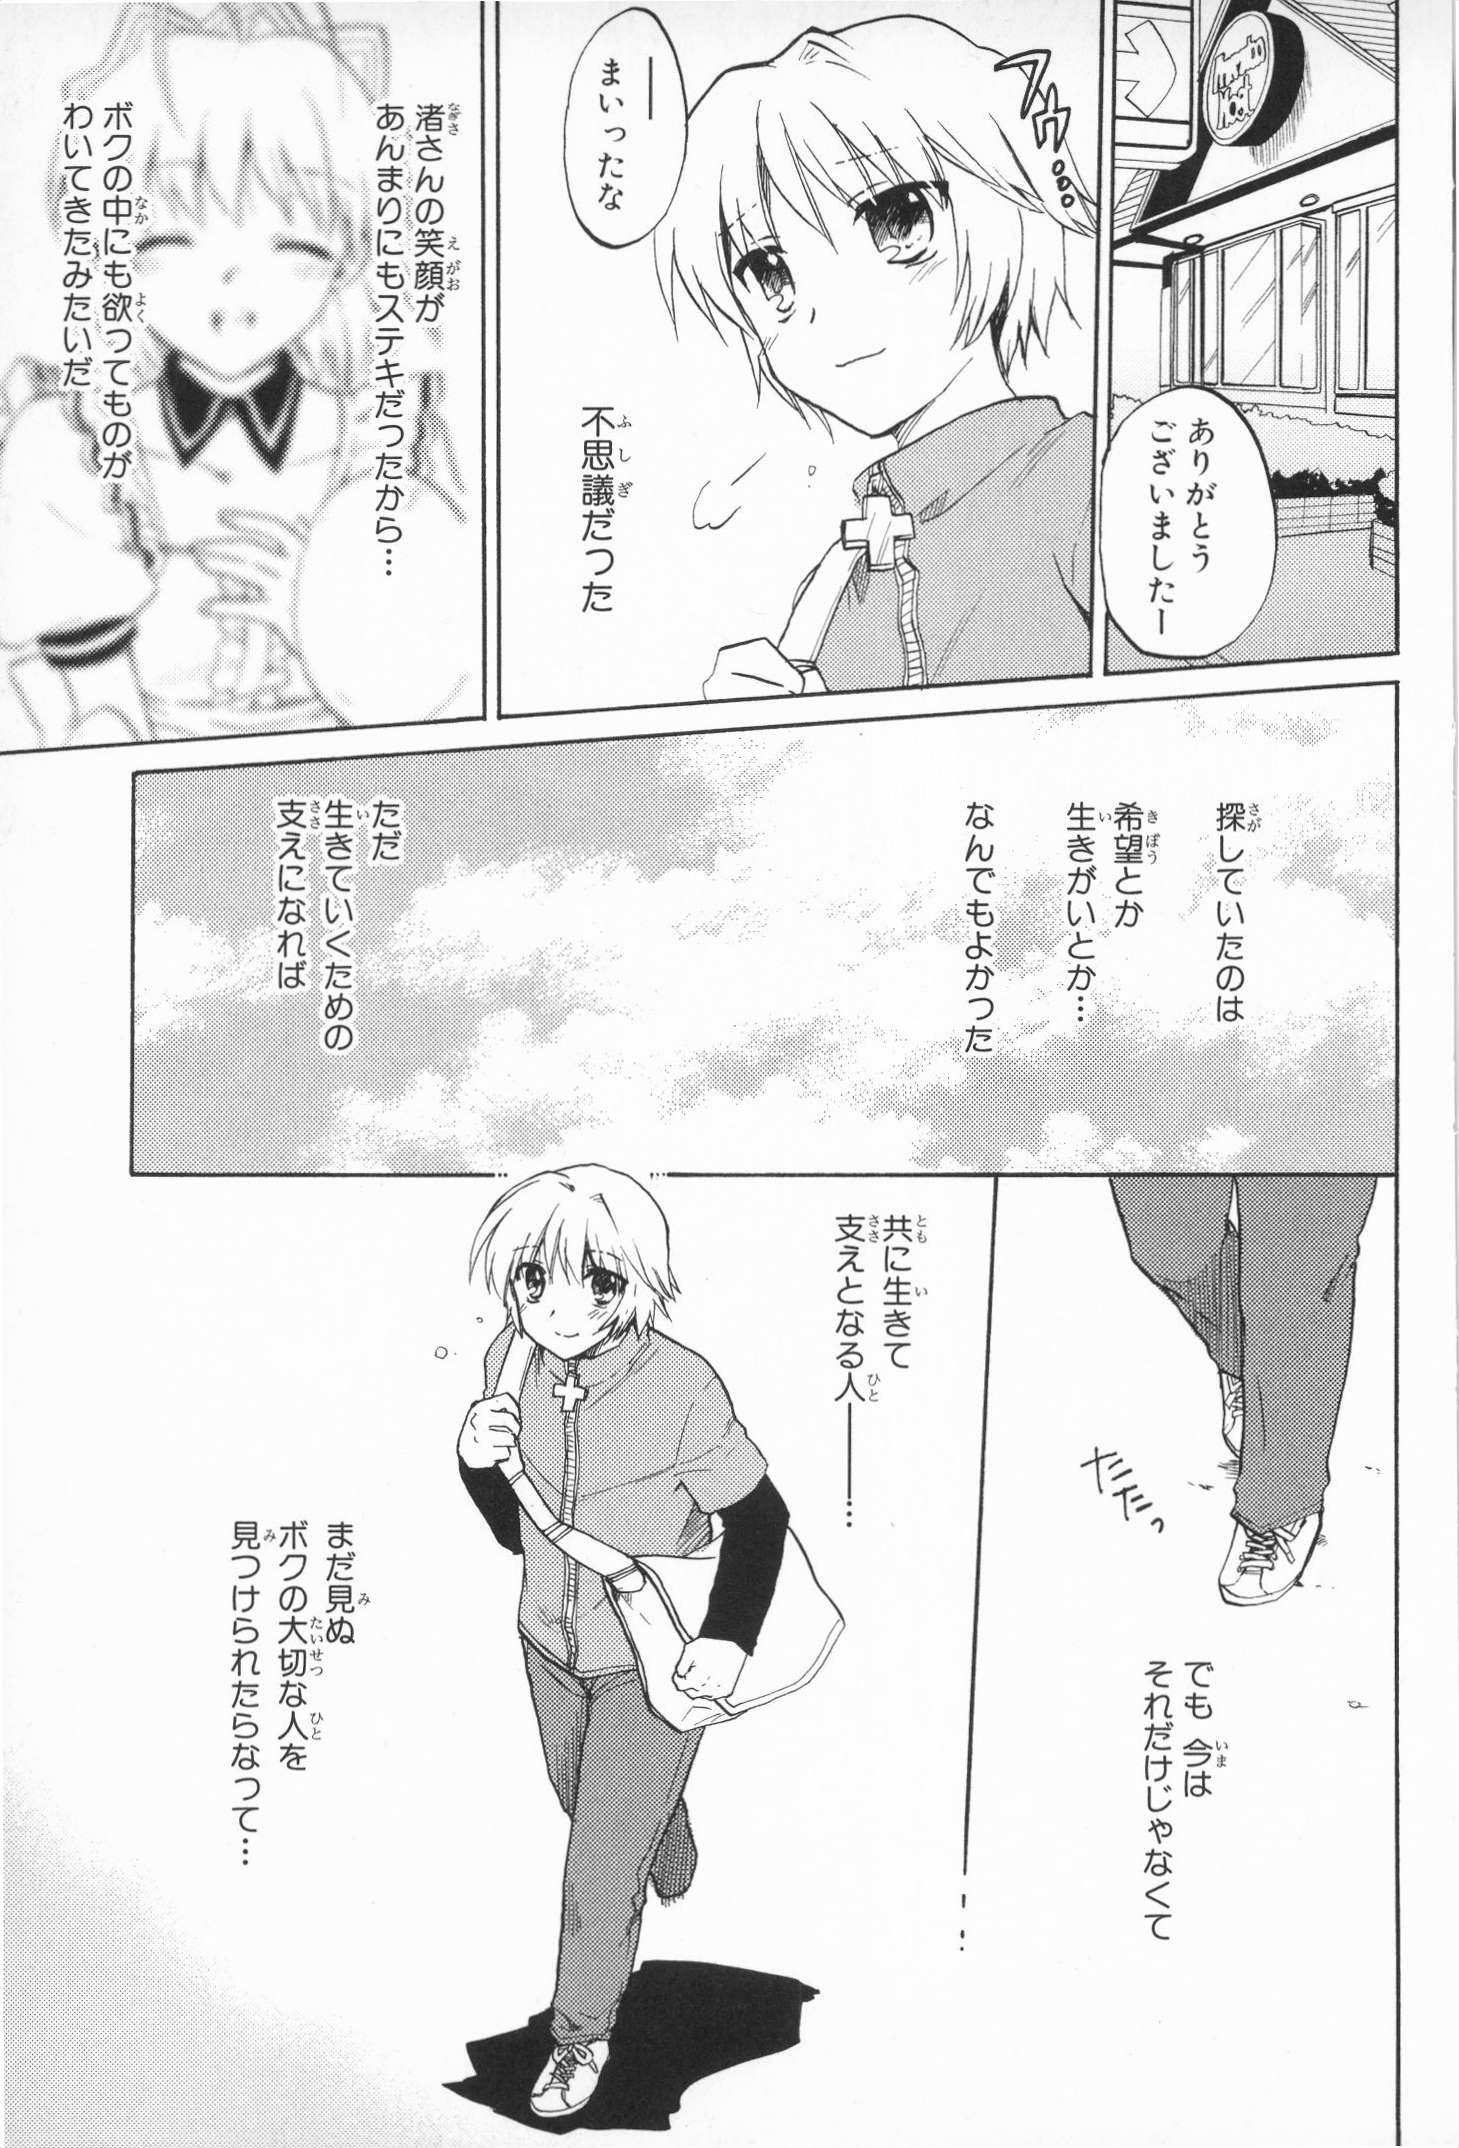 ありがとう
ございましたー
ブゥゥ…。。。
――
まいったな
不思議だった
渚さんの笑顔が
あんまりにもステキだったから…
ボクの中にも欲ってものが
わいてきたみたいだ
探していたのは
希望とか
生きがいとか…
なんでもよかった
ただ
生きていくための
支えになれば
たたっ
でも 今は
それだけじゃなくて
共に生きて
支えとなる人――…
まだ見ぬ
ボクの大切な人を
見つけられたらなって…